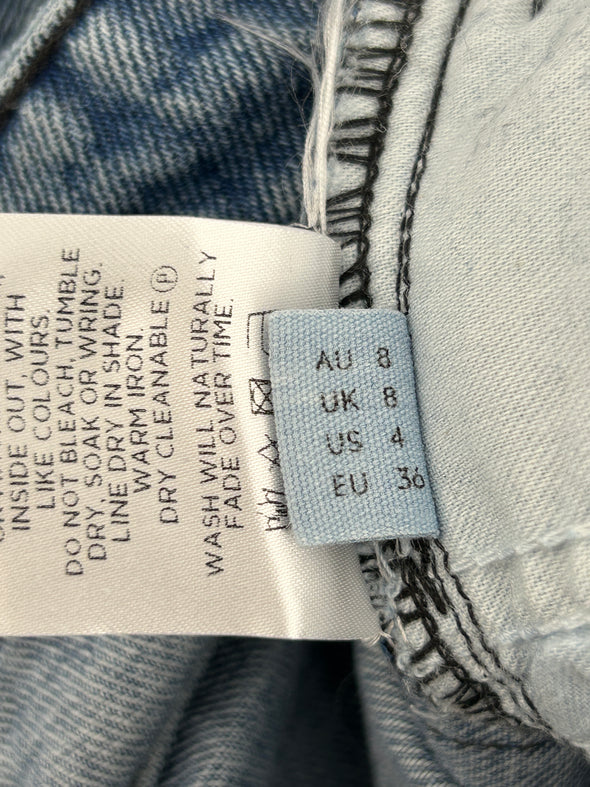 INSIDE OUT, WITH
LIKE COLOURS.
DO NOT BLEACH, TUMBLE
DRY, SOAK OR WRING.
LINE DRY IN SHADE.
WARM IRON.
DRY CLEANABLE Ⓟ
WASH WILL NATURALLY
FADE OVER TIME.
AU 8
UK 8
US 4
EU 36